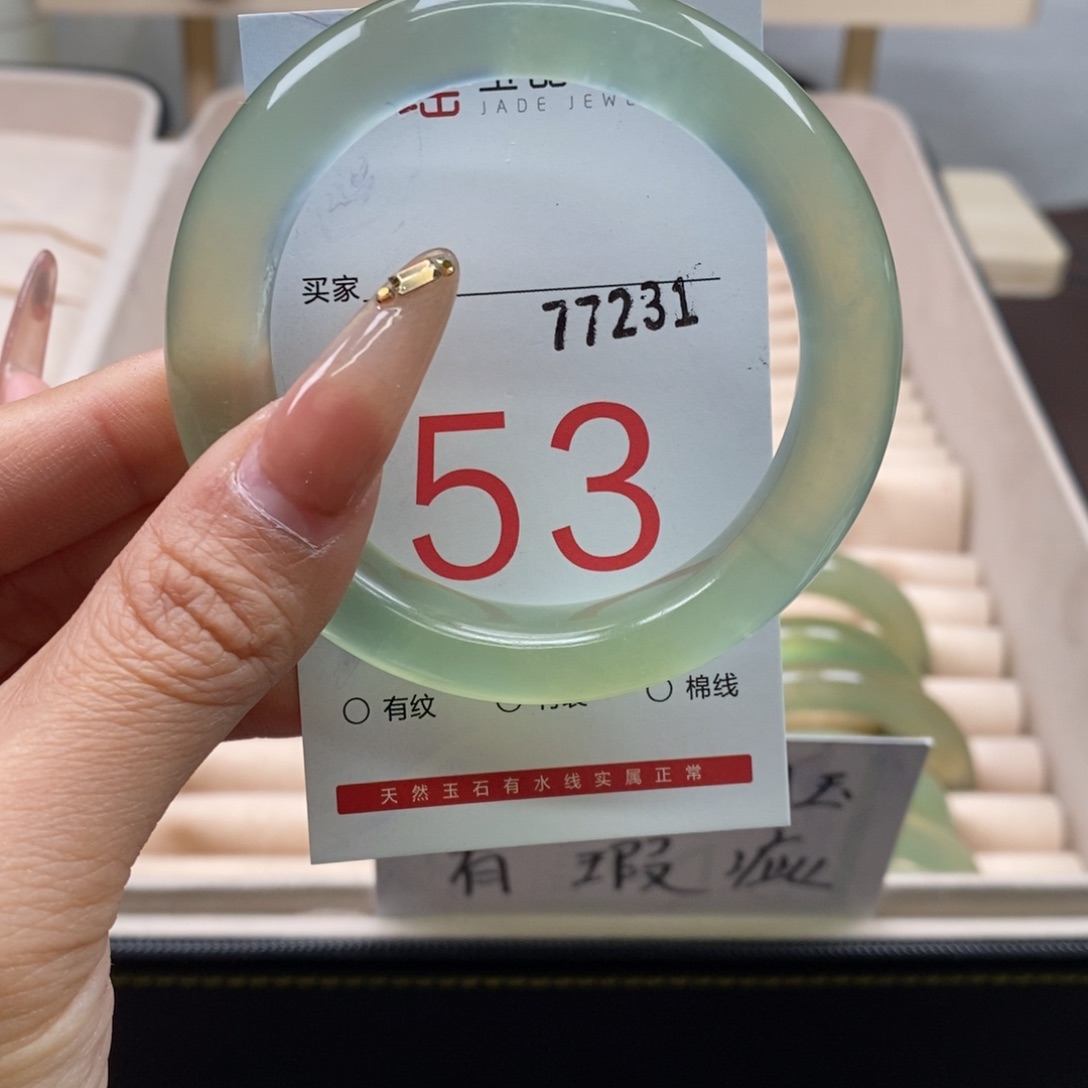 JADE JEW
买家
77231
53
有纹 棉线
天然玉石有水线实属正常
玉
有瑕疵